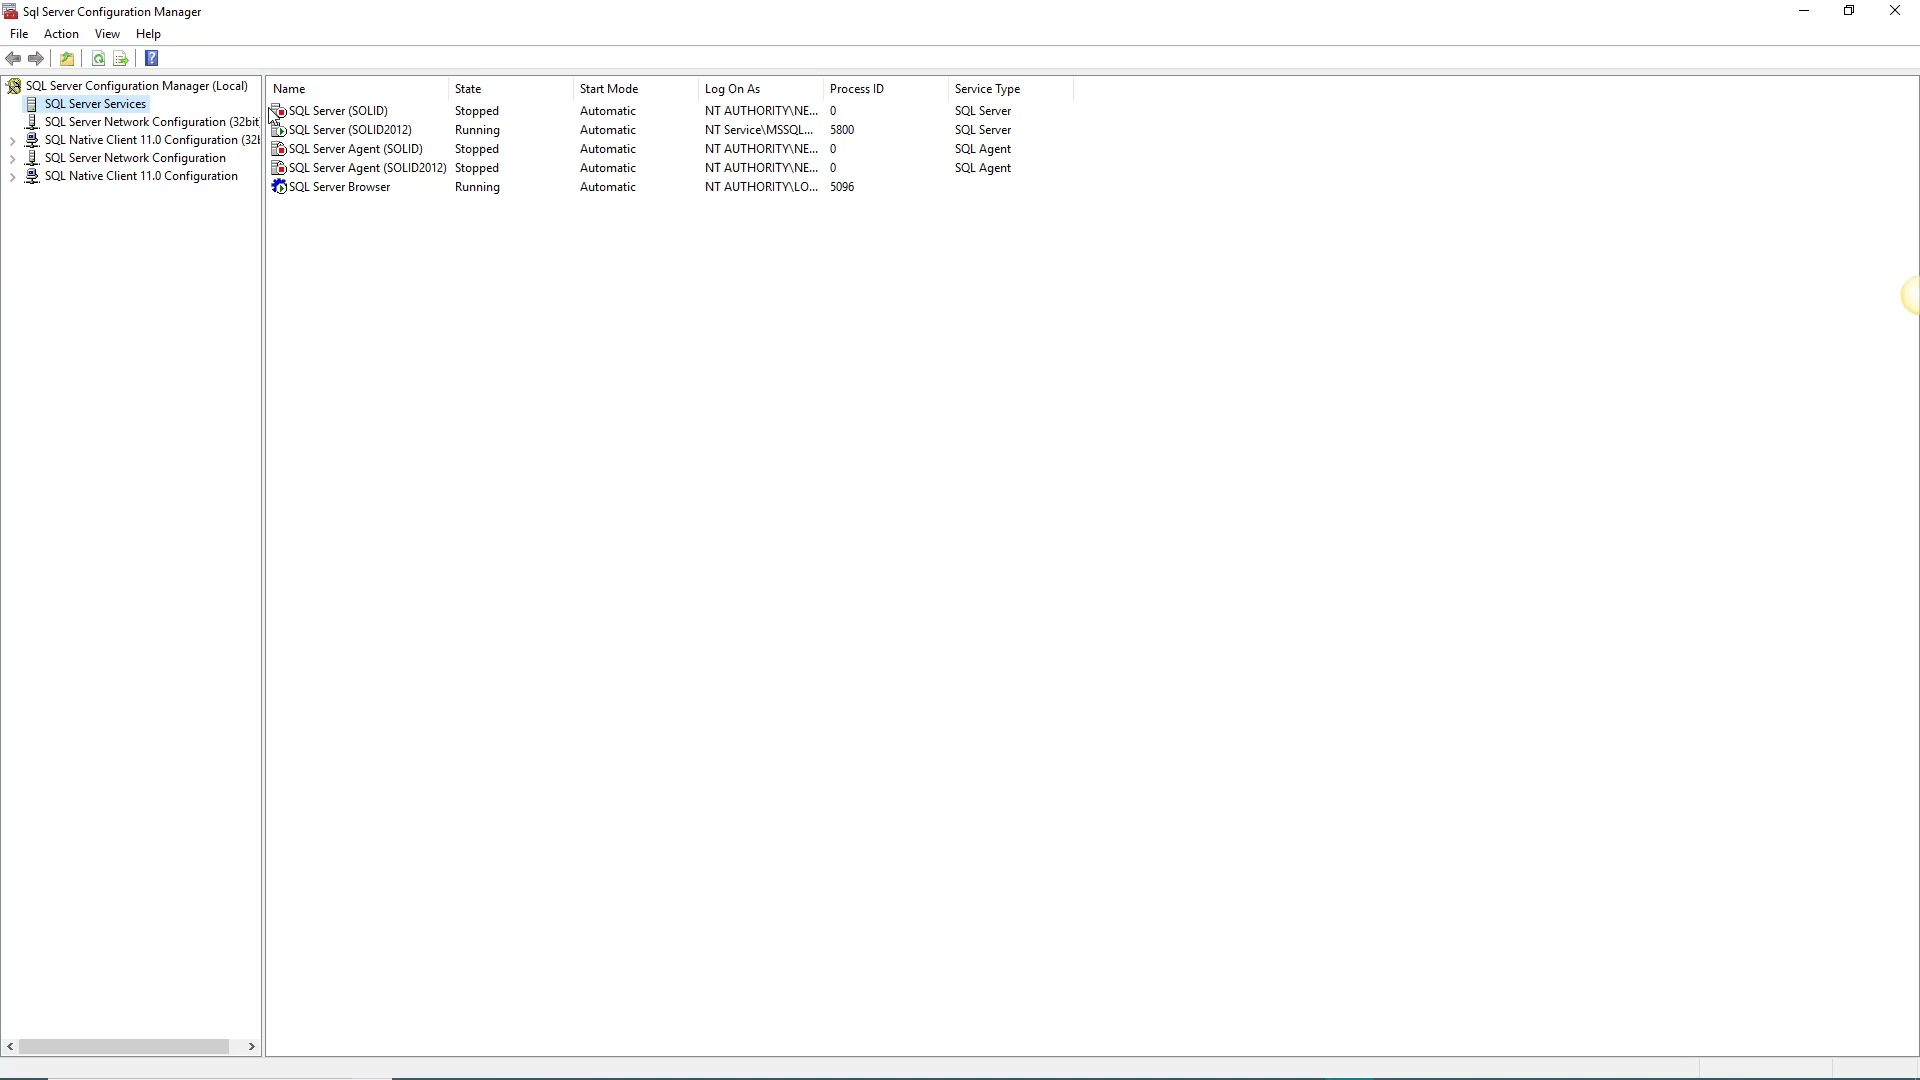 Sql Server Configuration Manager
File Action View Help
SQL Server Configuration Manager (Local)
SQL Server Services
SQL Server Network Configuration (32bit
SQL Native Client 11.0 Configuration (32b
SQL Server Network Configuration
SQL Native Client 11.0 Configuration
Name State Start Mode Log On As Process ID Service Type
SQL Server (SOLID) Stopped Automatic NT AUTHORITY\NE... 0 SQL Server
SQL Server (SOLID2012) Running Automatic NT Service\MSSQL... 5800 SQL Server
SQL Server Agent (SOLID) Stopped Automatic NT AUTHORITY\NE... 0 SQL Agent
SQL Server Agent (SOLID2012) Stopped Automatic NT AUTHORITY\NE... 0 SQL Agent
SQL Server Browser Running Automatic NT AUTHORITY\LO... 5096